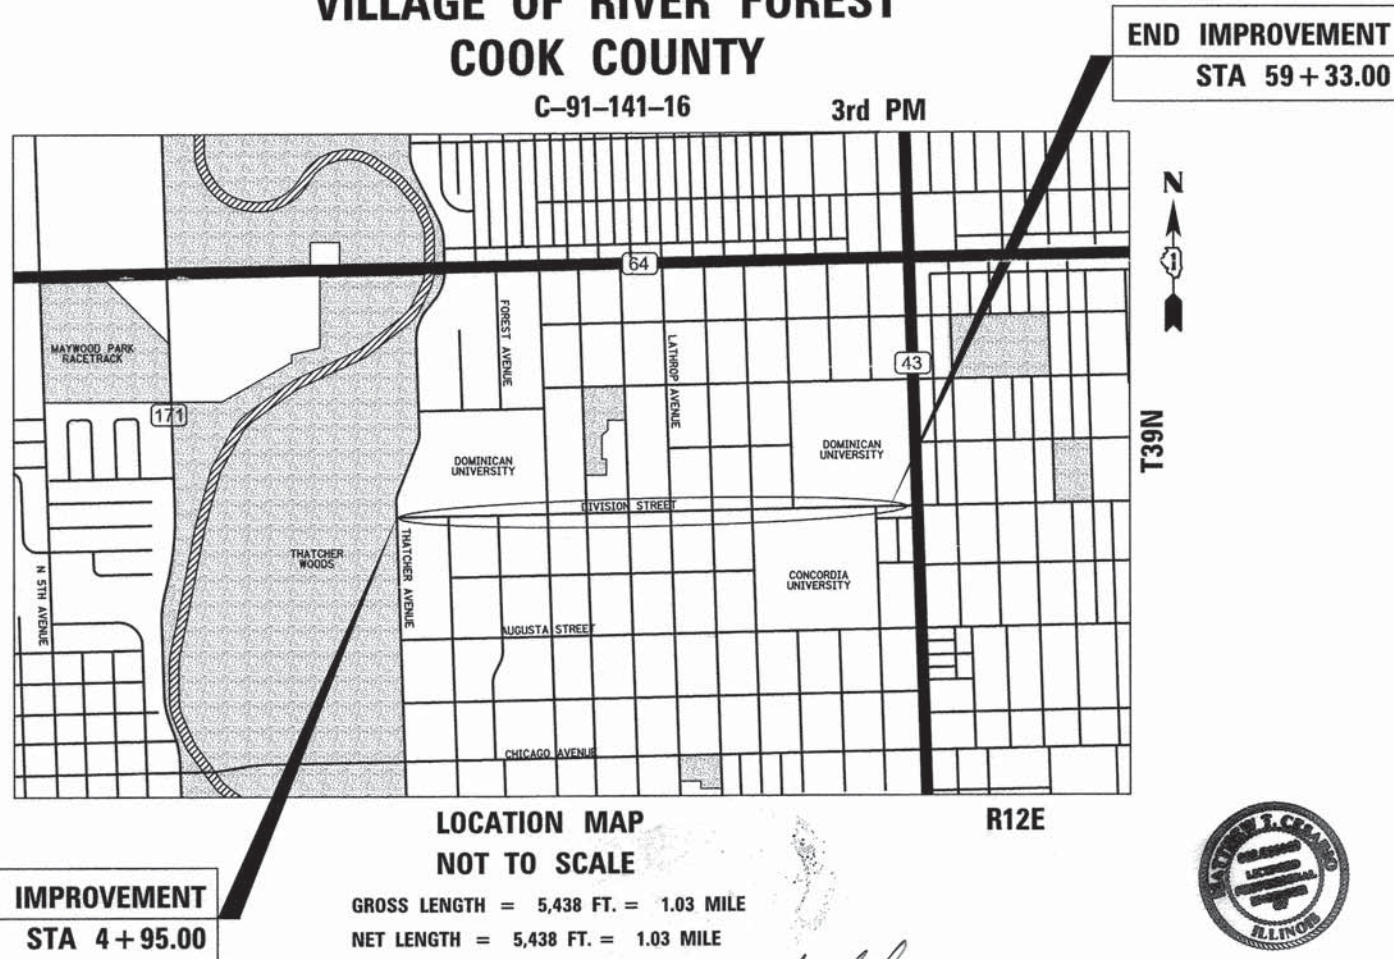 VILLAGE OF RIVER FOREST
COOK COUNTY
C-91-141-16
3rd PM
END IMPROVEMENT
STA 59+33.00
N
64
MAYWOOD PARK
RACETRACK
FOREST AVENUE
LATHROP AVENUE
43
171
T39N
DOMINICAN
UNIVERSITY
DOMINICAN
UNIVERSITY
DIVISION STREET
THATCHER
WOODS
THATCHER AVENUE
CONCORDIA
UNIVERSITY
N 5TH AVENUE
AUGUSTA STREET
CHICAGO AVENUE
LOCATION MAP
NOT TO SCALE
R12E
IMPROVEMENT
STA 4+95.00
GROSS LENGTH = 5,438 FT. = 1.03 MILE
NET LENGTH = 5,438 FT. = 1.03 MILE
MATTHEW T.
LICENSED
PROFESSIONAL
ILLINOIS